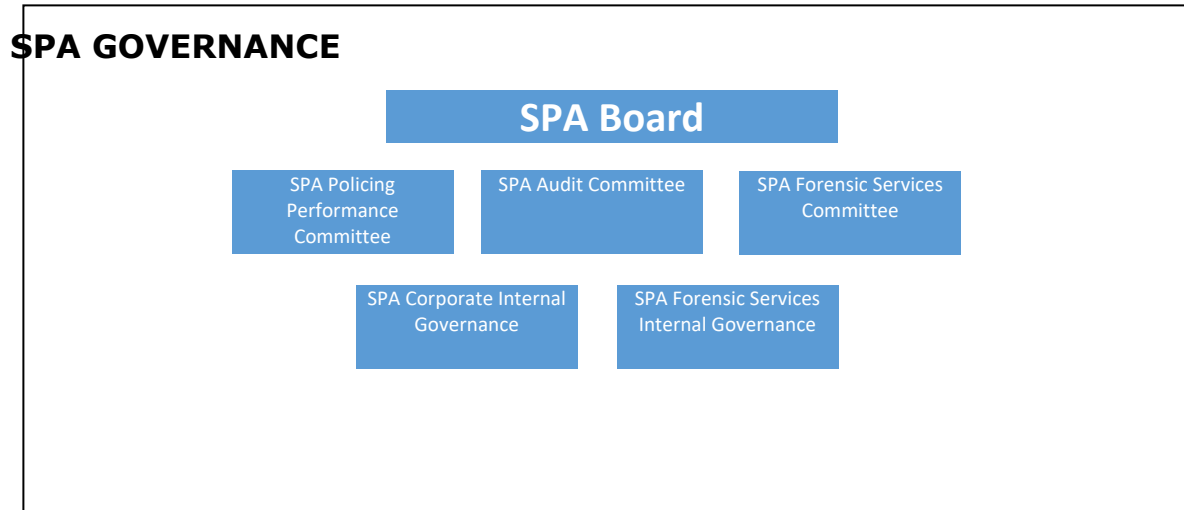 SPA GOVERNANCE
SPA Board
SPA Policing
Performance
Committee
SPA Audit Committee
SPA Forensic Services
Committee
SPA Corporate Internal
Governance
SPA Forensic Services
Internal Governance